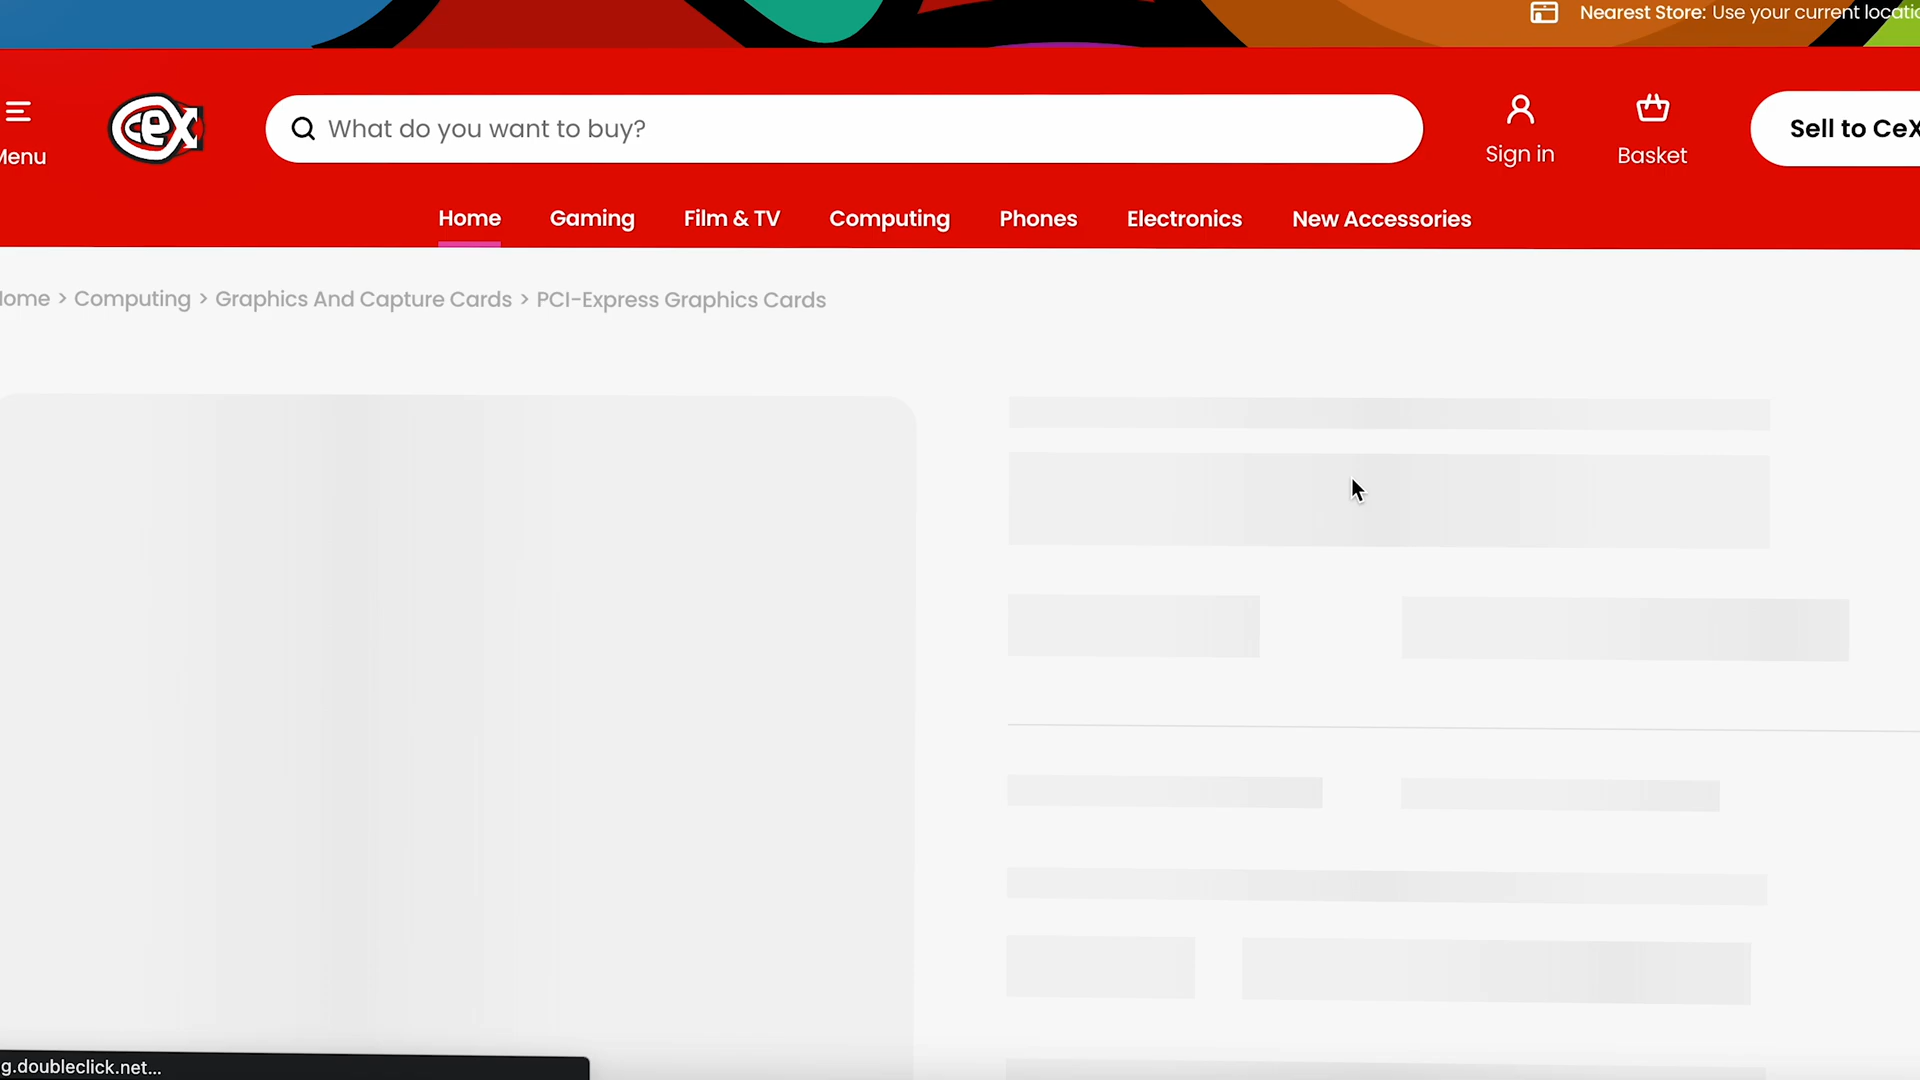 Nearest Store: Use your current locatio
Menu
CeX
What do you want to buy?
Sign in
Basket
Sell to CeX
Home
Gaming
Film & TV
Computing
Phones
Electronics
New Accessories
Home > Computing > Graphics And Capture Cards > PCI-Express Graphics Cards
g.doubleclick.net...